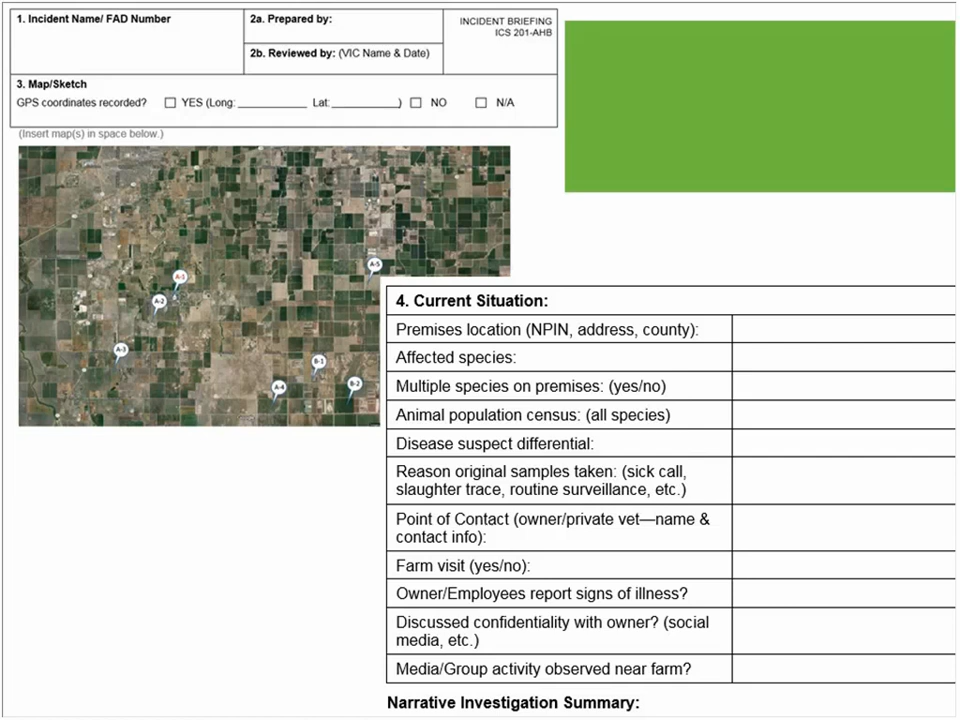 1. Incident Name/ FAD Number
2a. Prepared by:
2b. Reviewed by: (VIC Name & Date)
INCIDENT BRIEFING
ICS 201-AHB
3. Map/Sketch
GPS coordinates recorded? ☐ YES (Long: ____________ Lat: ____________) ☐ NO ☐ N/A
(Insert map(s) in space below.)
A-1
A-5
A-2
A-3
B-1
A-4
B-2
4. Current Situation:
Premises location (NPIN, address, county):
Affected species:
Multiple species on premises: (yes/no)
Animal population census: (all species)
Disease suspect differential:
Reason original samples taken: (sick call,
slaughter trace, routine surveillance, etc.)
Point of Contact (owner/private vet—name &
contact info):
Farm visit (yes/no):
Owner/Employees report signs of illness?
Discussed confidentiality with owner? (social
media, etc.)
Media/Group activity observed near farm?
Narrative Investigation Summary: